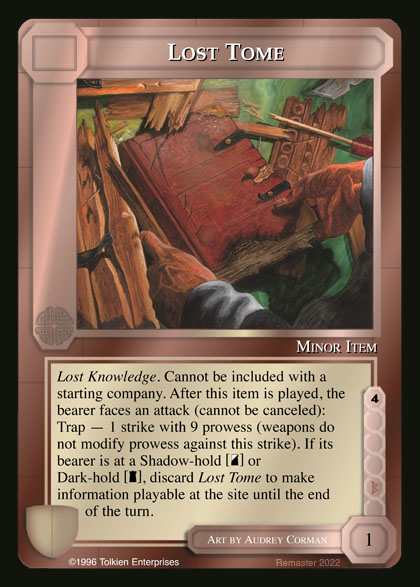 Lost Tome
Minor Item
Lost Knowledge. Cannot be included with a
starting company. After this item is played, the
bearer faces an attack (cannot be canceled):
Trap — 1 strike with 9 prowess (weapons do
not modify prowess against this strike). If its
bearer is at a Shadow-hold [] or
Dark-hold [], discard Lost Tome to make
information playable at the site until the end
of the turn.
4
Art by Audrey Corman
1
©1996 Tolkien Enterprises
Remaster 2022